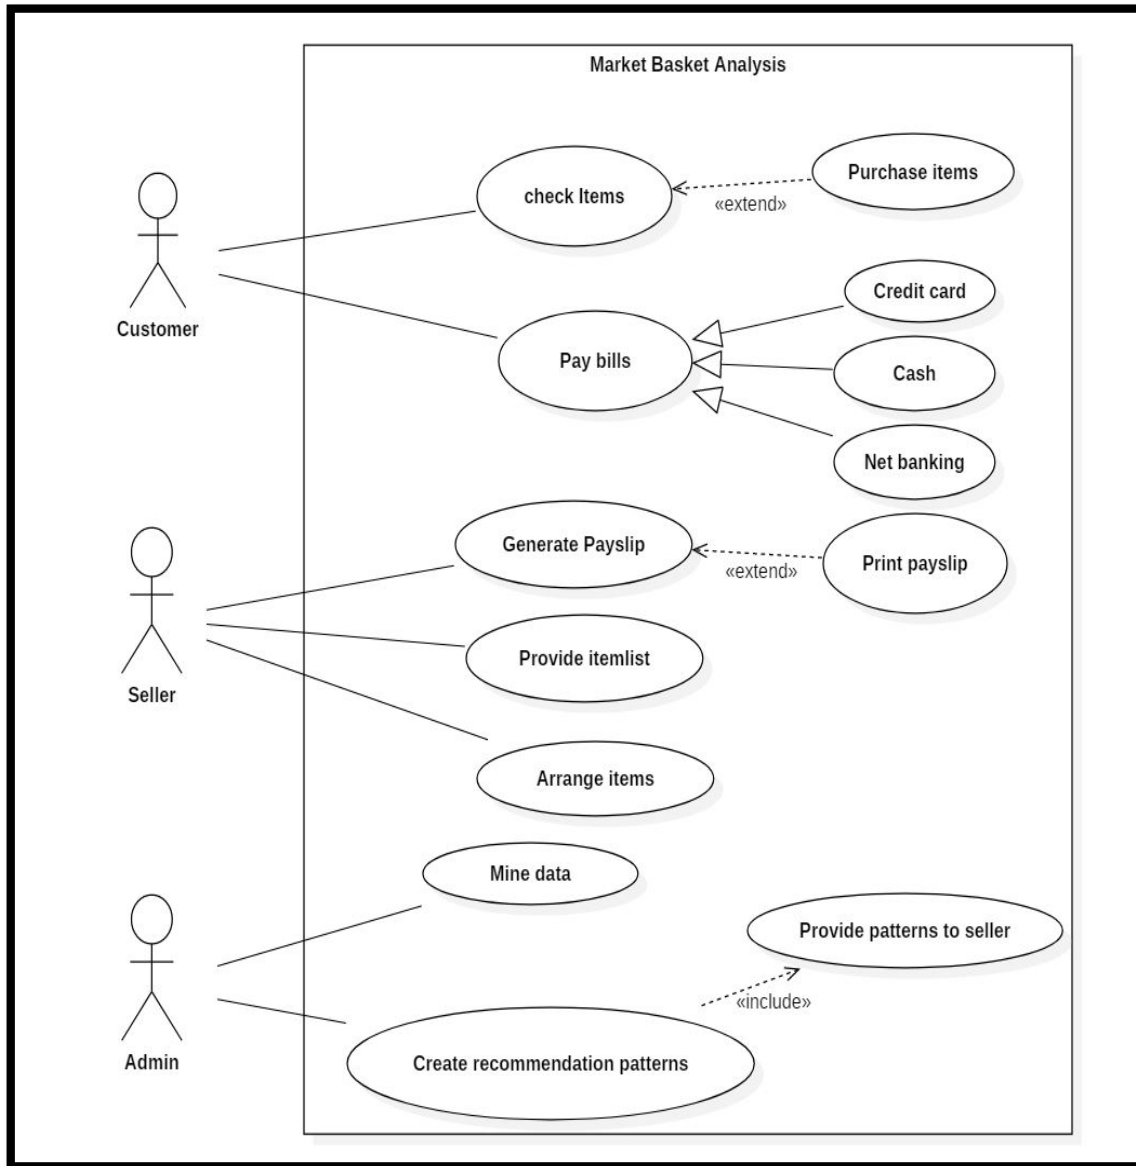 Market Basket Analysis
check Items
Purchase items
«extend»
Customer
Pay bills
Credit card
Cash
Net banking
Seller
Generate Payslip
«extend»
Print payslip
Provide itemlist
Arrange items
Admin
Mine data
Provide patterns to seller
«include»
Create recommendation patterns